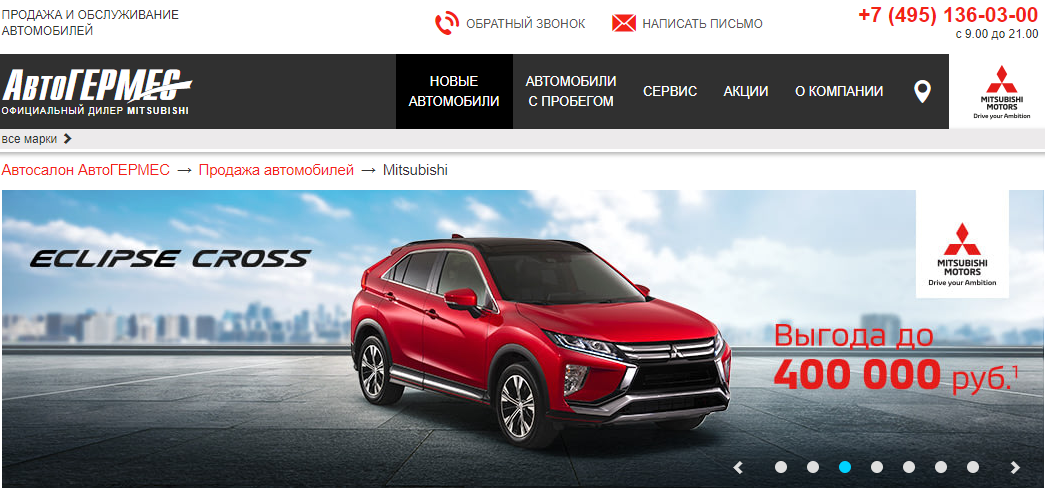 ПРОДАЖА И ОБСЛУЖИВАНИЕ
АВТОМОБИЛЕЙ
ОБРАТНЫЙ ЗВОНОК
НАПИСАТЬ ПИСЬМО
+7 (495) 136-03-00
с 9.00 до 21.00
АвтоГЕРМЕС
ОФИЦИАЛЬНЫЙ ДИЛЕР MITSUBISHI
НОВЫЕ
АВТОМОБИЛИ
АВТОМОБИЛИ
С ПРОБЕГОМ
СЕРВИС
АКЦИИ
О КОМПАНИИ
MITSUBISHI
MOTORS
Drive your Ambition
все марки
Автосалон АвтоГЕРМЕС → Продажа автомобилей → Mitsubishi
ECLIPSE CROSS
MITSUBISHI
MOTORS
Drive your Ambition
Выгода до
400 000 руб.¹